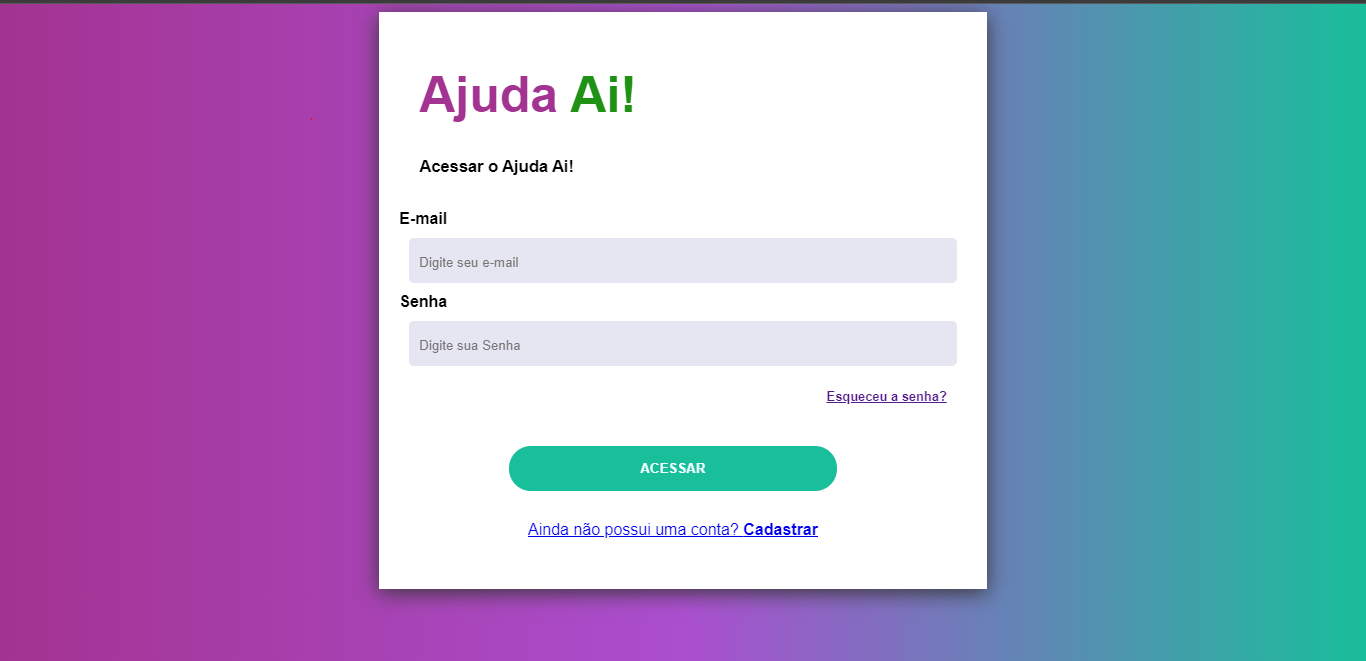 Ajuda Ai!
Acessar o Ajuda Ai!
E-mail
Digite seu e-mail
Senha
Digite sua Senha
Esqueceu a senha?
ACESSAR
Ainda não possui uma conta? Cadastrar